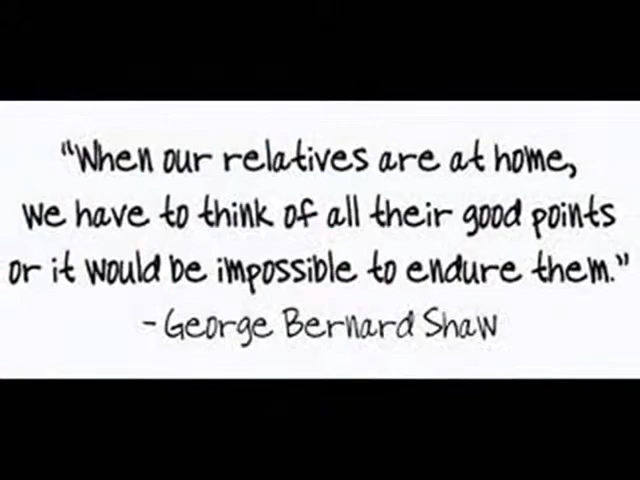 “When our relatives are at home,
we have to think of all their good points
or it would be impossible to endure them.”
-George Bernard Shaw